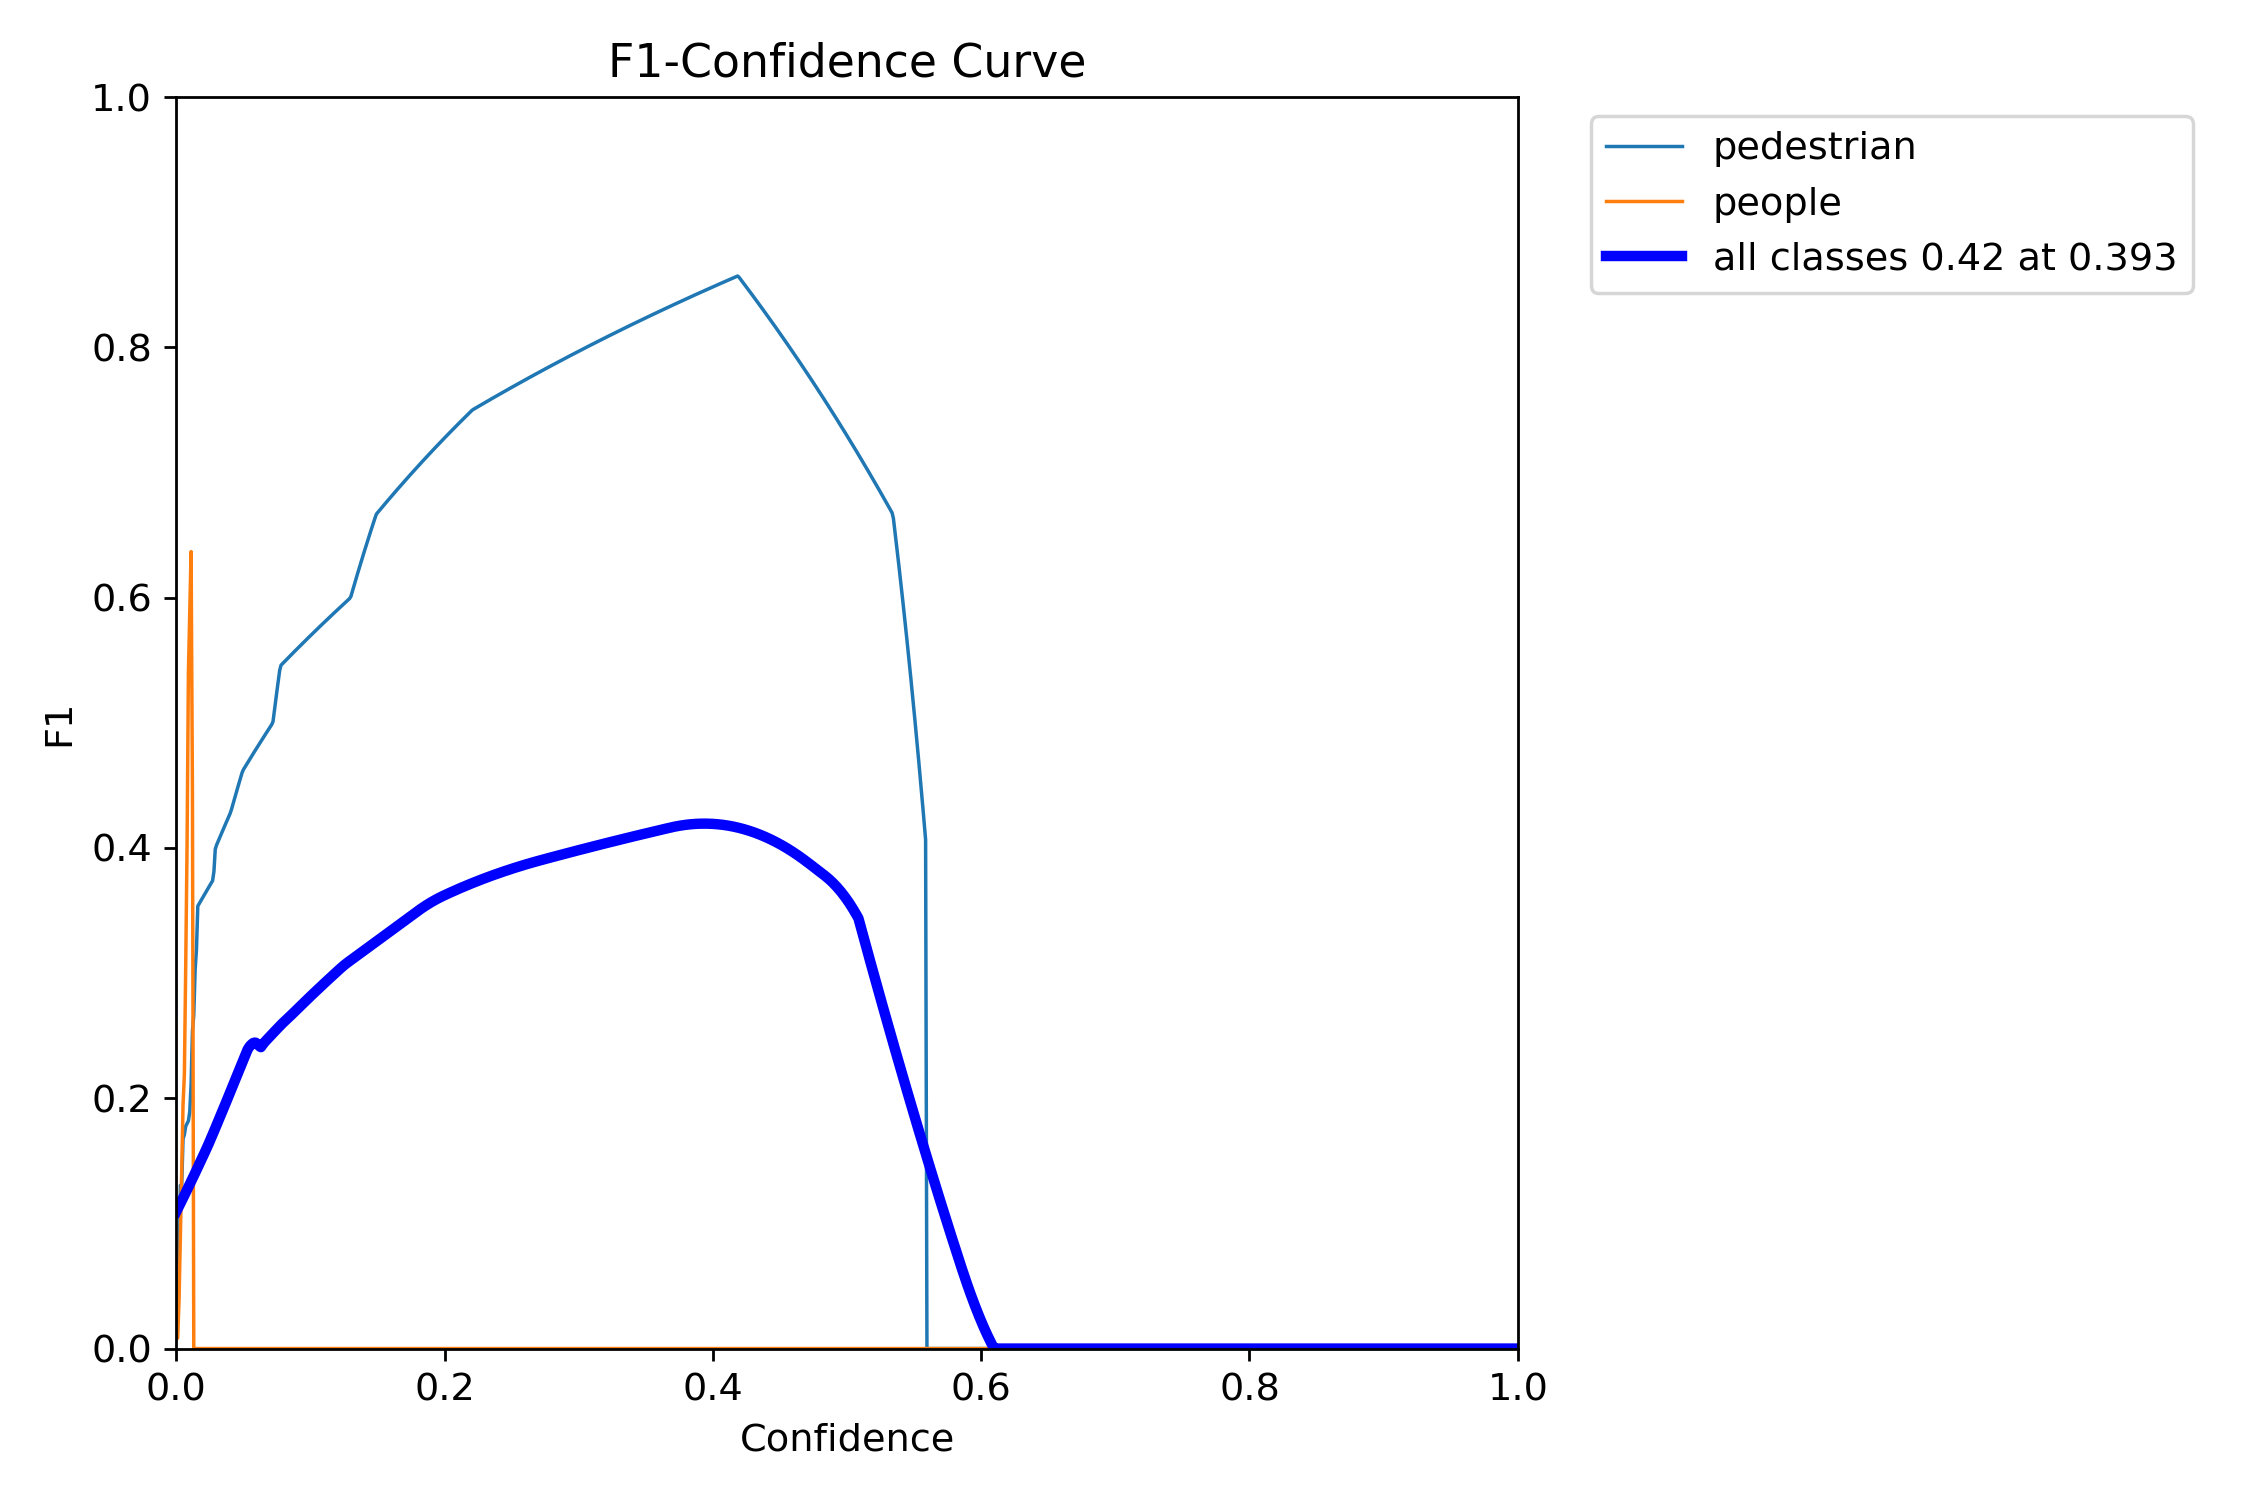 F1-Confidence Curve
1.0
0.8
0.6
0.4
0.2
0.0
F1
0.0 0.2 0.4 0.6 0.8 1.0
Confidence
pedestrian
people
all classes 0.42 at 0.393